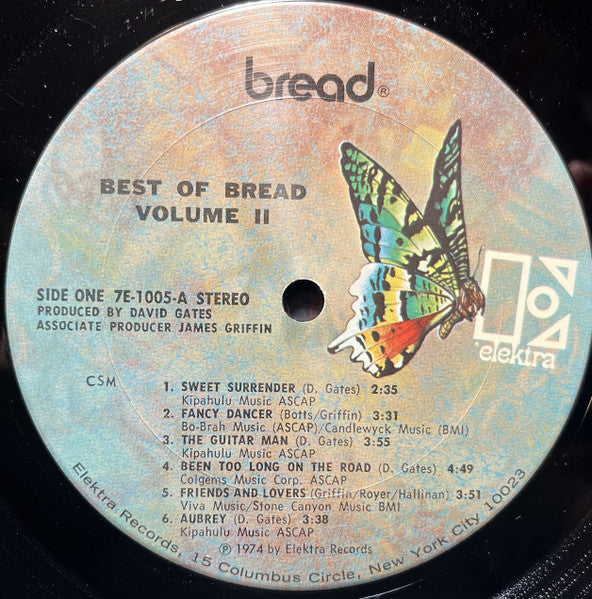 bread®
BEST OF BREAD
VOLUME II
SIDE ONE 7E-1005-A STEREO
PRODUCED BY DAVID GATES
ASSOCIATE PRODUCER JAMES GRIFFIN
elektra
CSM
1. SWEET SURRENDER (D. Gates) 2:35
Kipahulu Music ASCAP
2. FANCY DANCER (Botts/Griffin) 3:31
Bo-Brah Music (ASCAP)/Candlewyck Music (BMI)
3. THE GUITAR MAN (D. Gates) 3:55
Kipahulu Music ASCAP
4. BEEN TOO LONG ON THE ROAD (D. Gates) 4:49
Colgems Music Corp. ASCAP
5. FRIENDS AND LOVERS (Griffin/Royer/Hallinan) 3:51
Viva Music/Stone Canyon Music BMI
6. AUBREY (D. Gates) 3:38
Kipahulu Music ASCAP
℗ 1974 by Elektra Records
Elektra Records, 15 Columbus Circle, New York City 10023